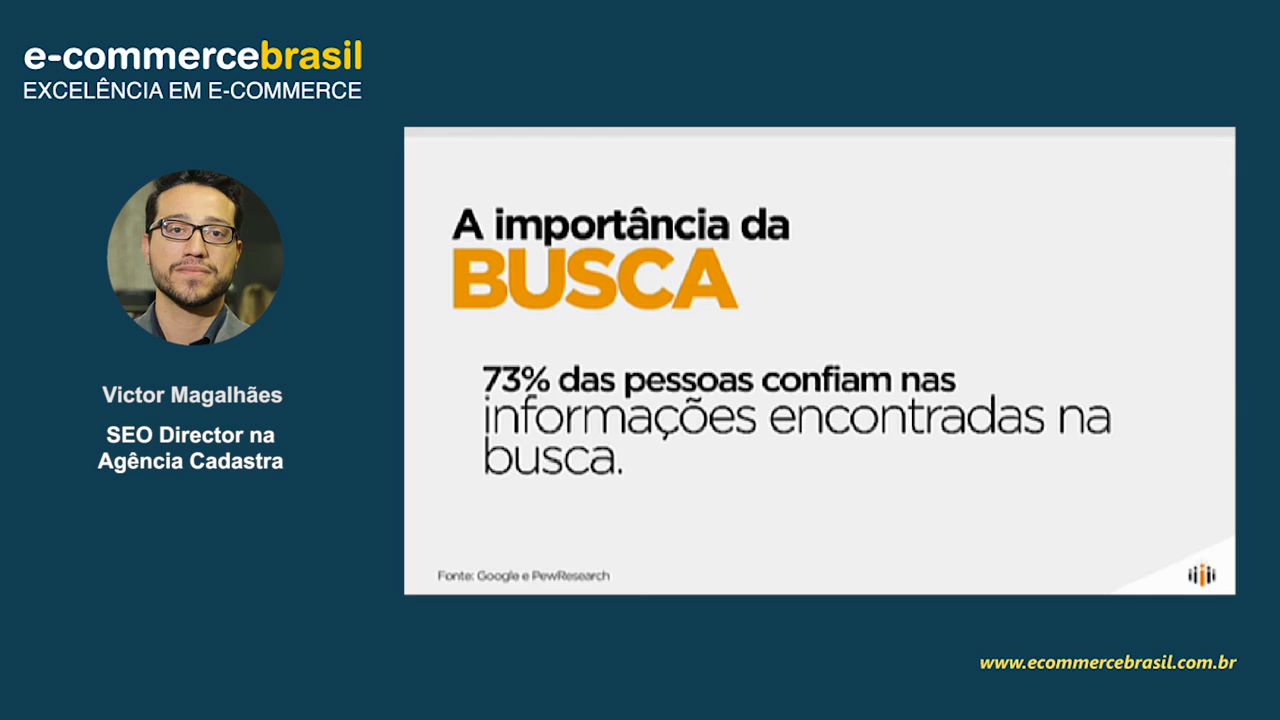 e-commercebrasil
EXCELÊNCIA EM E-COMMERCE
Victor Magalhães
SEO Director na
Agência Cadastra
A importância da
BUSCA
73% das pessoas confiam nas
informações encontradas na
busca.
Fonte: Google e PewResearch
www.ecommercebrasil.com.br